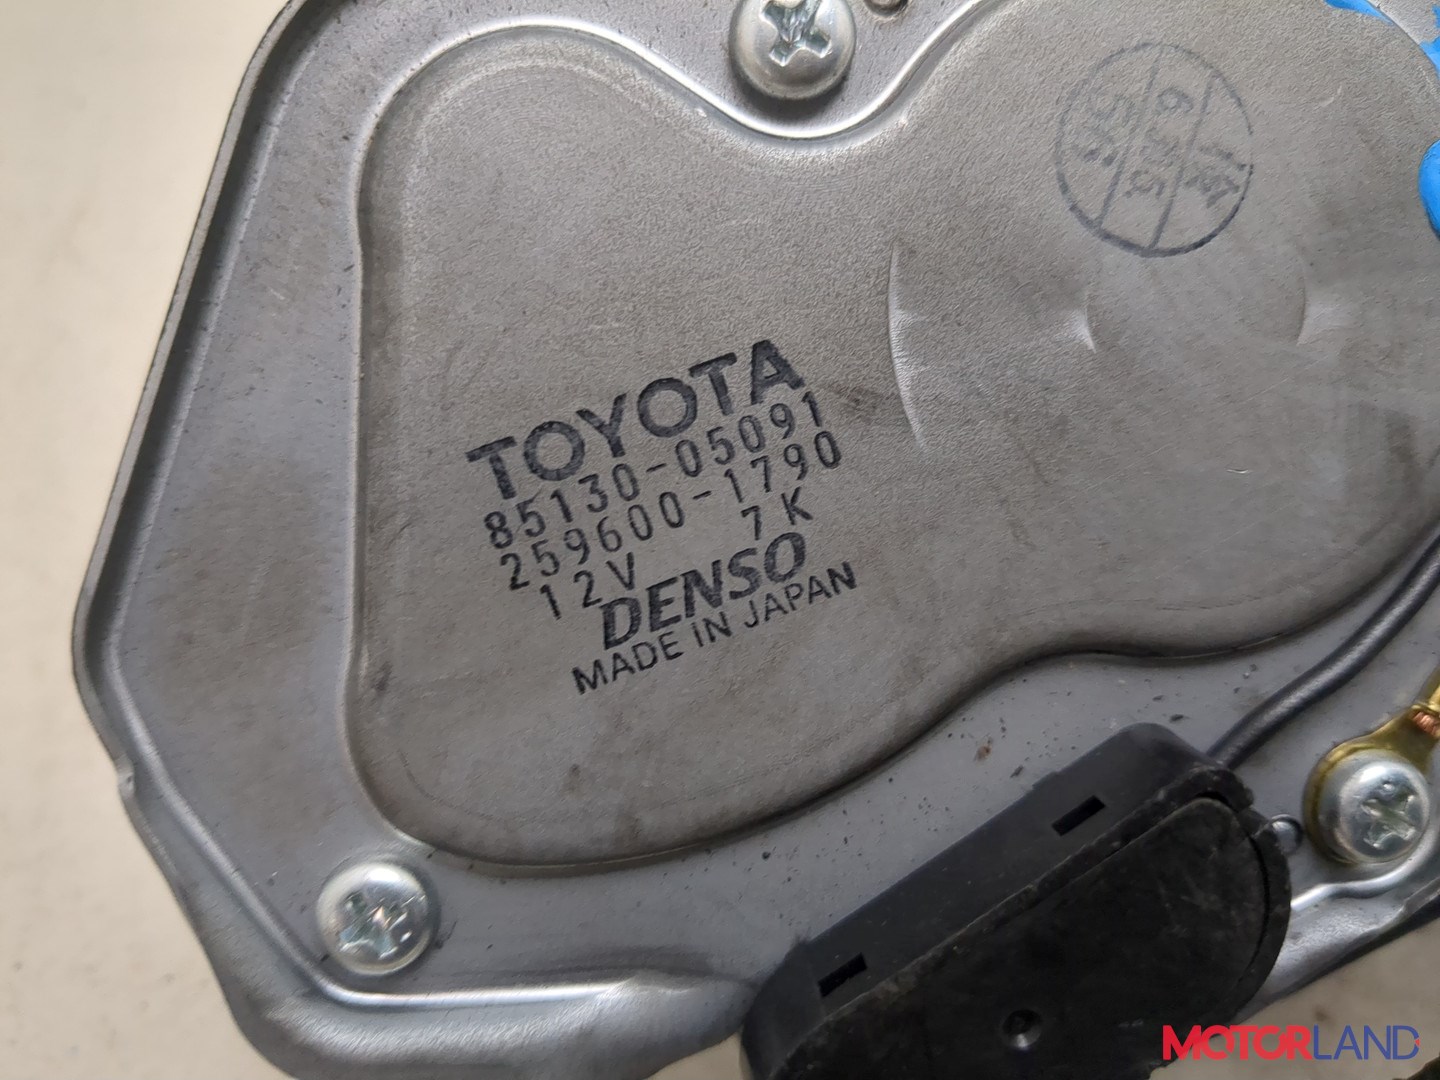 TOYOTA
85130-05091
259600-1790
12V 7K
DENSO
MADE IN JAPAN
MOTORLAND